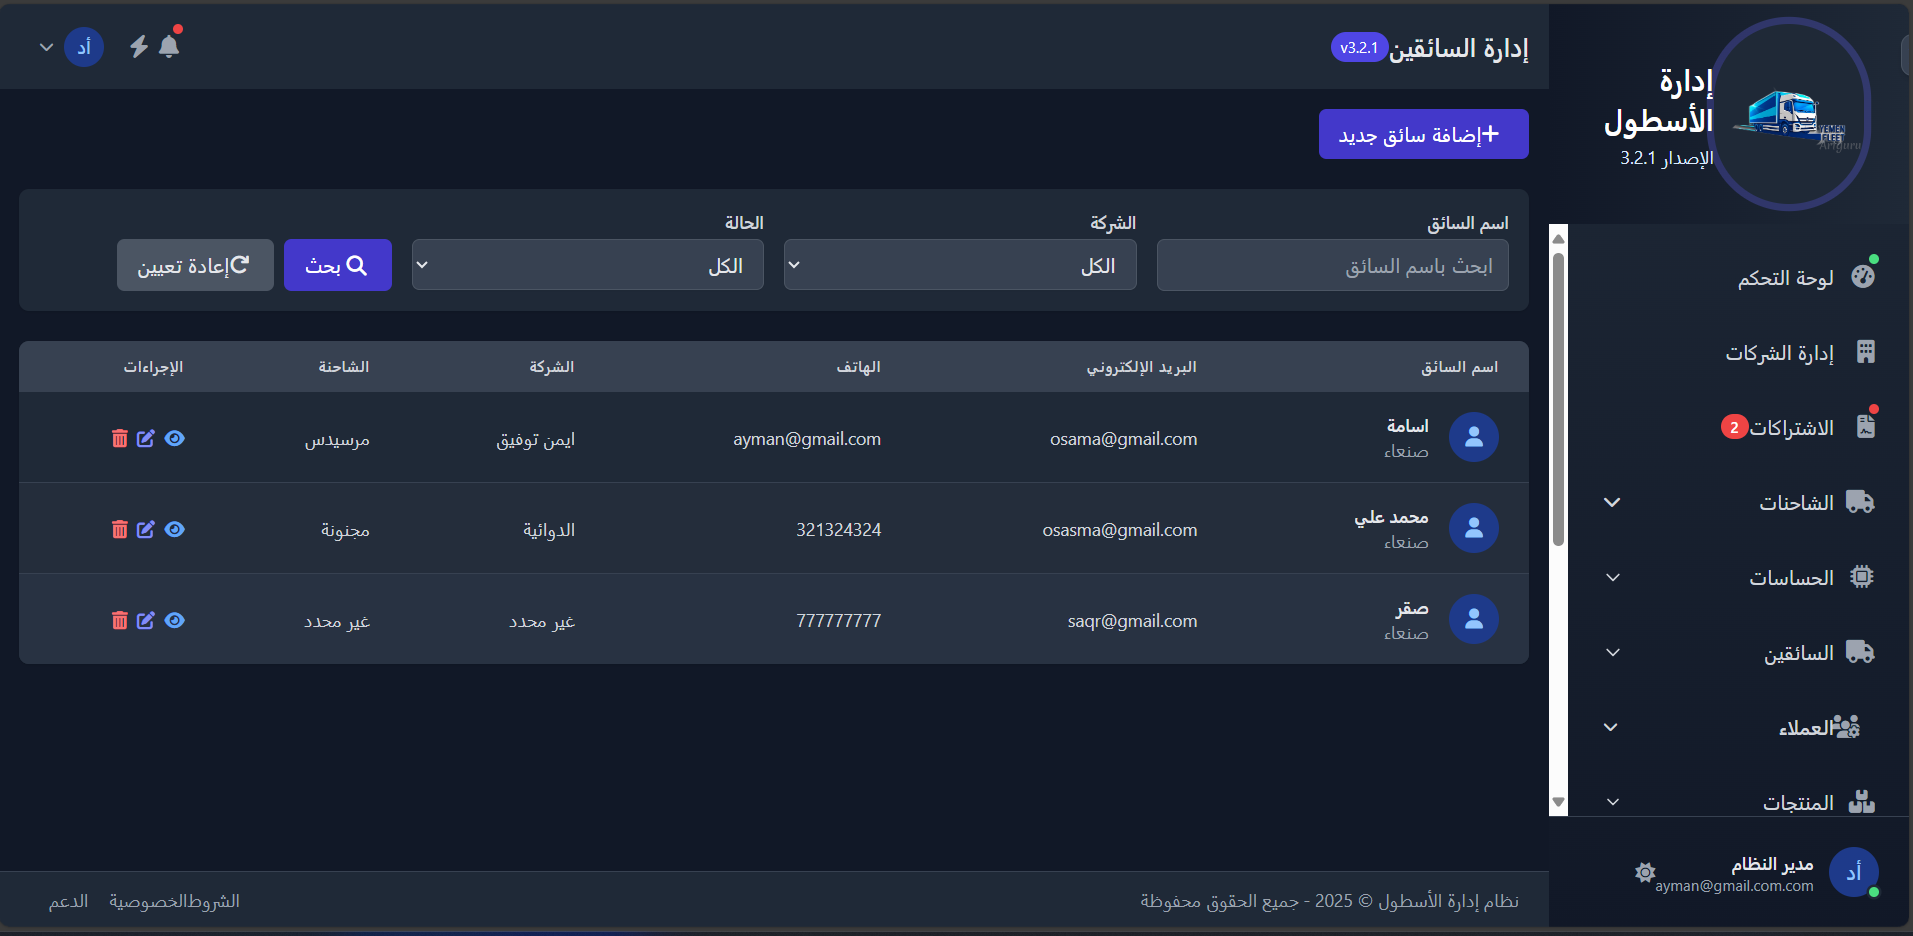 إدارة
الأسطول
الإصدار 3.2.1
YEMEN
FLEET
Artguru
لوحة التحكم
إدارة الشركات
الاشتراكات 2
الشاحنات
الحساسات
السائقين
العملاء
المنتجات
مدير النظام
ayman@gmail.com.com
أد
إدارة السائقين v3.2.1
أد
+إضافة سائق جديد
اسم السائق
ابحث باسم السائق
الشركة
الكل
الحالة
الكل
بحث
إعادة تعيين
اسم السائق البريد الإلكتروني الهاتف الشركة الشاحنة الإجراءات
اسامة osama@gmail.com ayman@gmail.com ايمن توفيق مرسيدس
صنعاء
محمد علي osasma@gmail.com 321324324 الدوائية مجنونة
صنعاء
صقر saqr@gmail.com 777777777 غير محدد غير محدد
صنعاء
نظام إدارة الأسطول © 2025 - جميع الحقوق محفوظة
الشروطالخصوصية الدعم